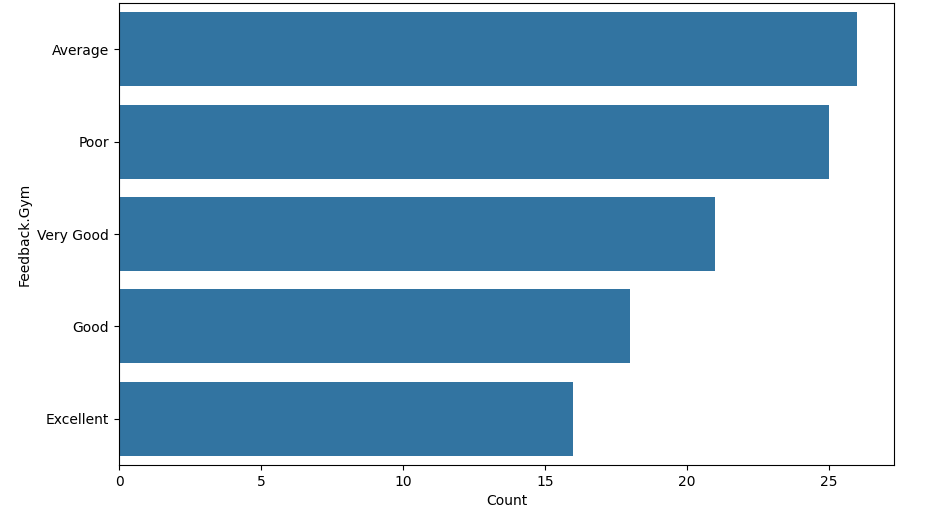 Feedback.Gym
Average
Poor
Very Good
Good
Excellent
0 5 10 15 20 25
Count